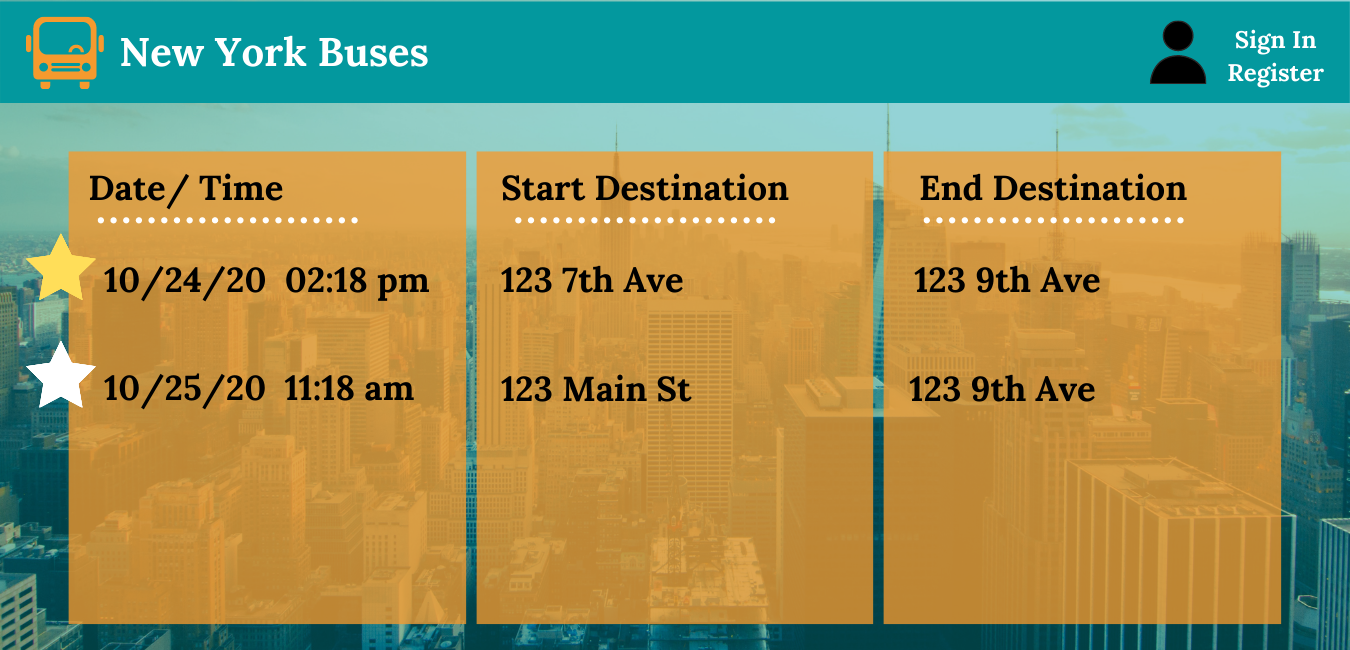 New York Buses
Sign In
Register
Date/ Time
Start Destination
End Destination
10/24/20 02:18 pm
123 7th Ave
123 9th Ave
10/25/20 11:18 am
123 Main St
123 9th Ave